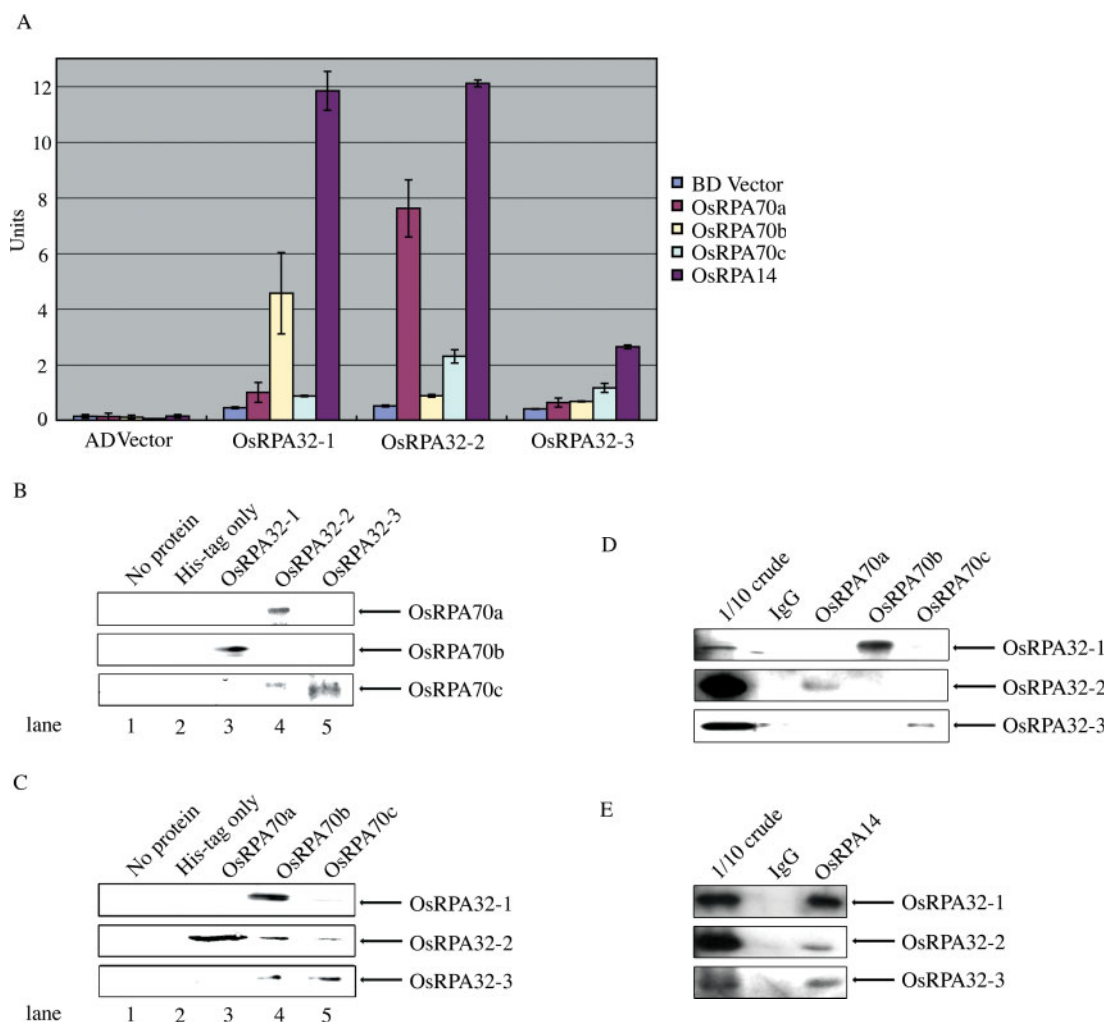 A
12
10
8
6
4
2
0
Units
AD Vector OsRPA32-1 OsRPA32-2 OsRPA32-3
BD Vector
OsRPA70a
OsRPA70b
OsRPA70c
OsRPA14
B
No protein His-tag only OsRPA32-1 OsRPA32-2 OsRPA32-3
OsRPA70a
OsRPA70b
OsRPA70c
lane 1 2 3 4 5
C
No protein His-tag only OsRPA70a OsRPA70b OsRPA70c
OsRPA32-1
OsRPA32-2
OsRPA32-3
lane 1 2 3 4 5
D
1/10 crude IgG OsRPA70a OsRPA70b OsRPA70c
OsRPA32-1
OsRPA32-2
OsRPA32-3
E
1/10 crude IgG OsRPA14
OsRPA32-1
OsRPA32-2
OsRPA32-3